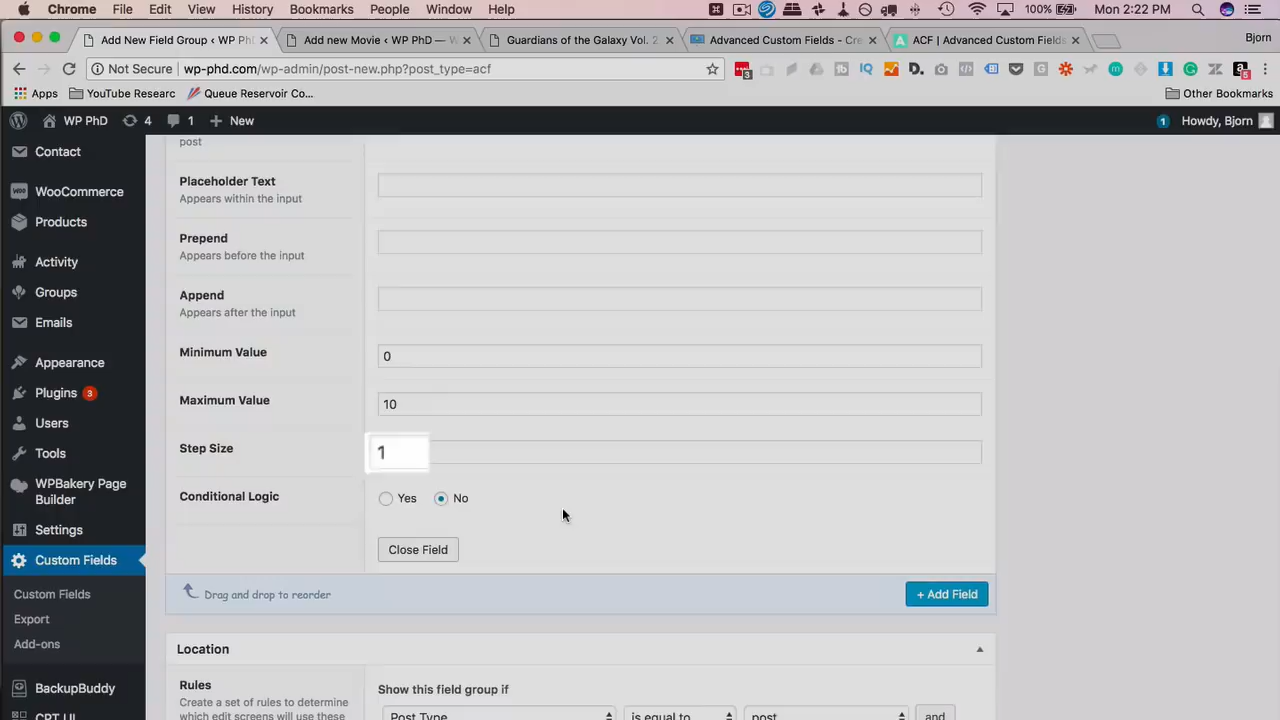 Chrome File Edit View History Bookmarks People Window Help 100% Mon 2:22 PM
Add New Field Group ‹ WP PhD × Add new Movie ‹ WP PhD — W × Guardians of the Galaxy Vol. 2 × Advanced Custom Fields - Cre × ACF | Advanced Custom Fields × Bjorn
Not Secure | wp-phd.com/wp-admin/post-new.php?post_type=acf
Apps YouTube Researc Queue Reservoir Co... Other Bookmarks
WP PhD 4 1 + New 1 Howdy, Bjorn
Contact
WooCommerce
Products
Activity
Groups
Emails
Appearance
Plugins 3
Users
Tools
WPBakery Page
Builder
Settings
Custom Fields
Custom Fields
Export
Add-ons
BackupBuddy
CPT UI
post
Placeholder Text
Appears within the input
Prepend
Appears before the input
Append
Appears after the input
Minimum Value 0
Maximum Value 10
Step Size 1
Conditional Logic Yes No
Close Field
Drag and drop to reorder + Add Field
Location
Rules Show this field group if
Create a set of rules to determine
which edit screens will use these Post Type is equal to post and